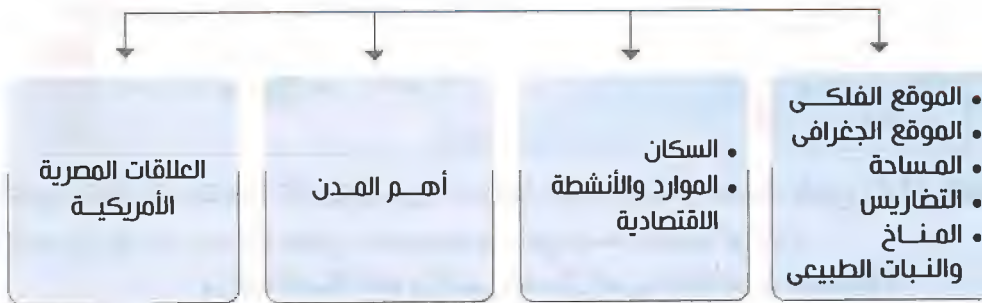 • الموقع الفلكى
• الموقع الجغرافى
• المساحة
• التضاريس
• المناخ
والنبات الطبيعى
• السكان
• الموارد والأنشطة
الاقتصادية
أهم المدن
العلاقات المصرية
الأمريكية